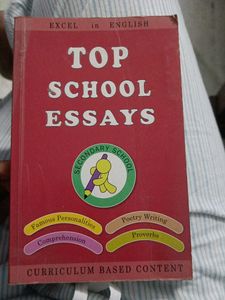 EXCEL in ENGLISH
TOP
SCHOOL
ESSAYS
SECONDARY SCHOOL
Famous Personalities
Poetry Writing
Comprehension
Proverbs
CURRICULUM BASED CONTENT